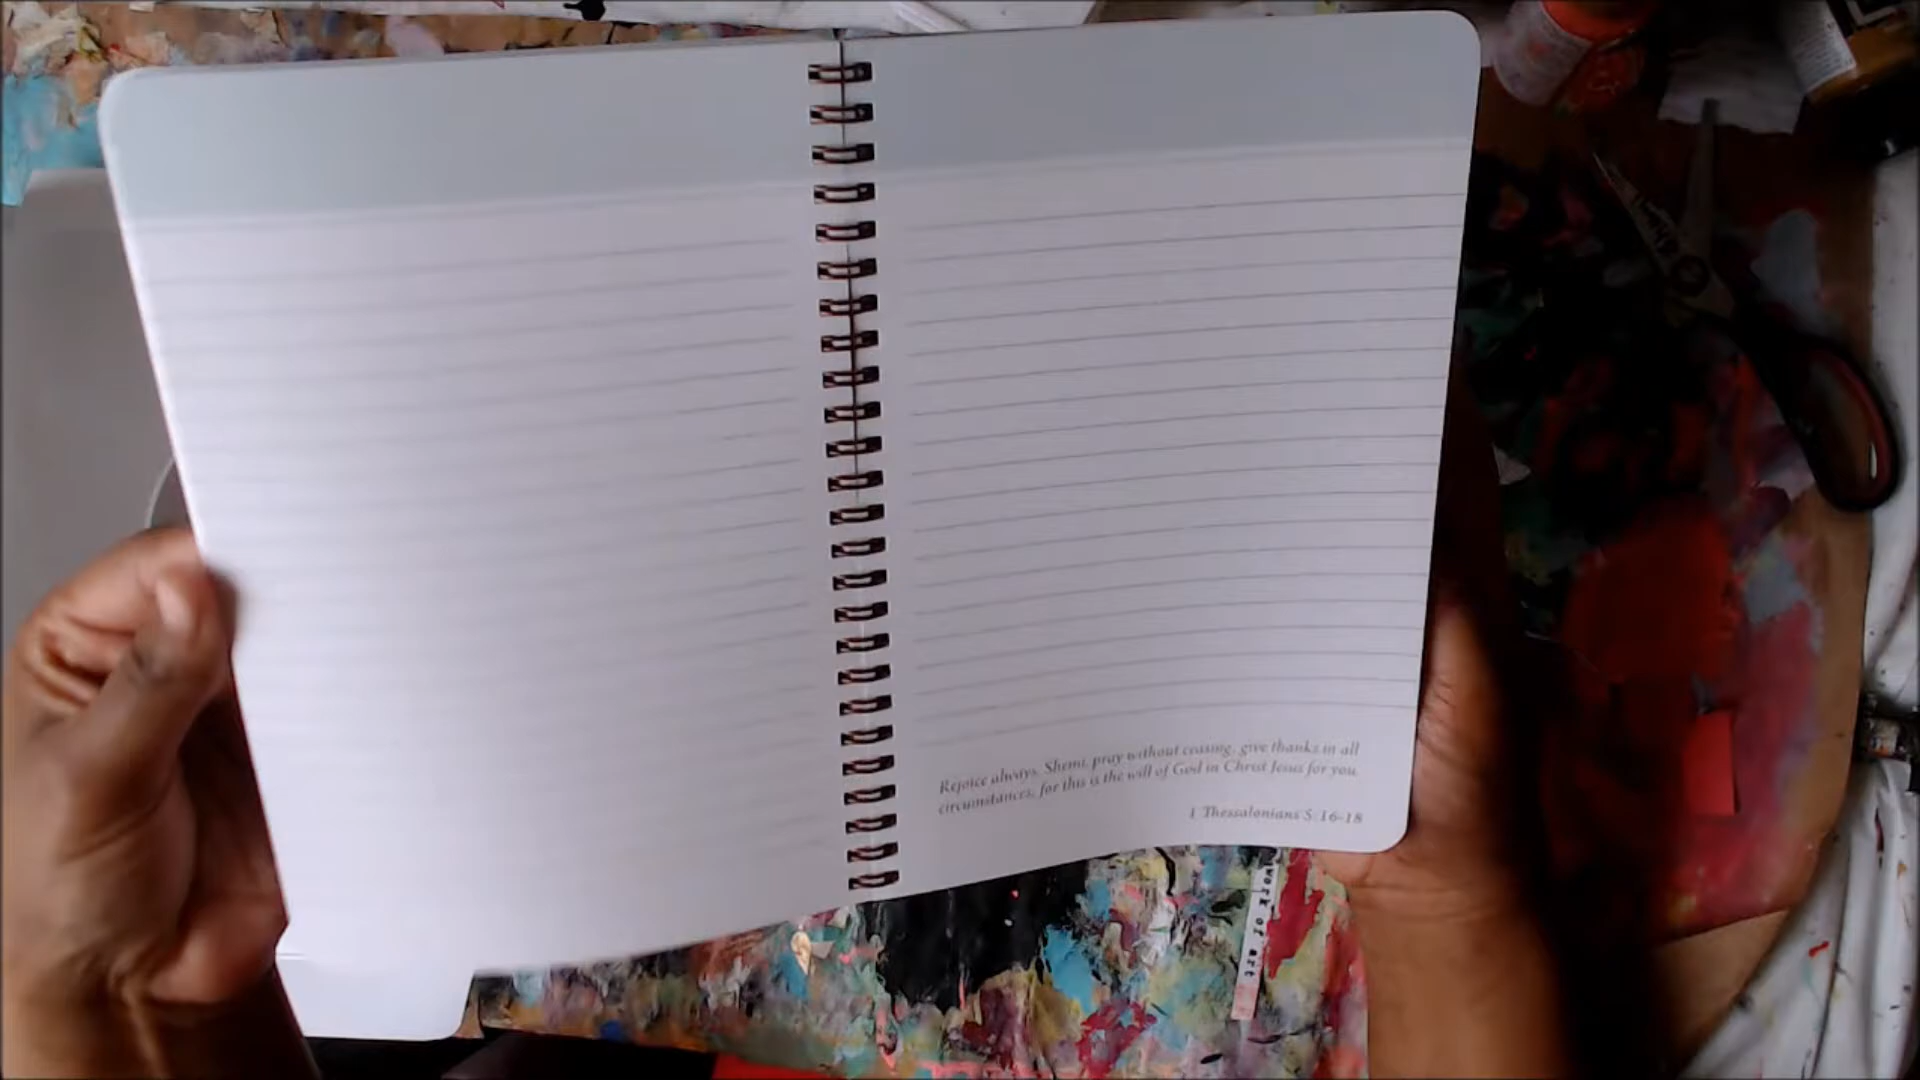 Rejoice always, Shemi, pray without ceasing, give thanks in all
circumstances, for this is the will of God in Christ Jesus for you.
1 Thessalonians 5:16-18
work of art